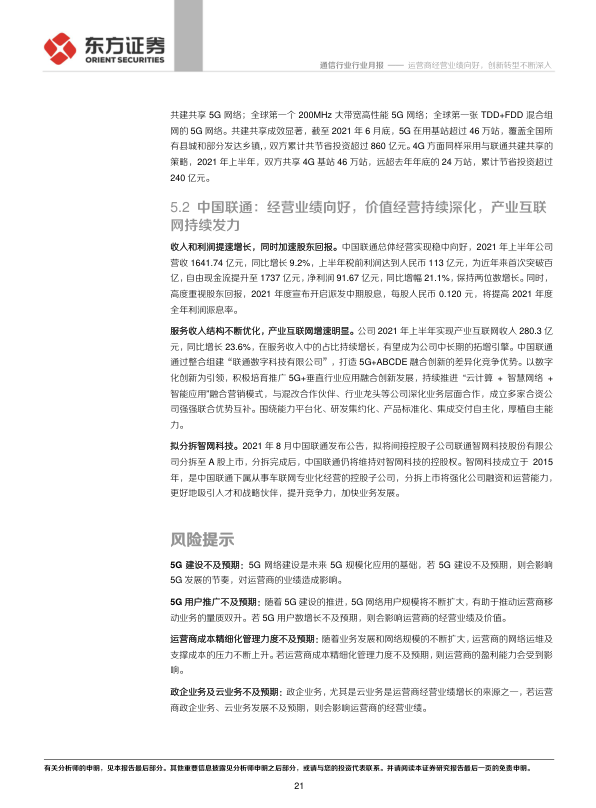 东方证券
ORIENT SECURITIES
通信行业行业月报 —— 运营商经营业绩向好，创新转型不断深入
共建共享 5G 网络；全球第一个 200MHz 大带宽高性能 5G 网络；全球第一张 TDD+FDD 混合组
网的 5G 网络。共建共享成效显著，截至 2021 年 6 月底，5G 在用基站超过 46 万站，覆盖全国所
有县城和部分发达乡镇，，双方累计共节省投资超过 860 亿元。4G 方面同样采用与联通共建共享的
策略，2021 年上半年，双方共享 4G 基站 46 万站，远超去年年底的 24 万站，累计节省投资超过
240 亿元。
5.2 中国联通：经营业绩向好，价值经营持续深化，产业互联
网持续发力
收入和利润提速增长，同时加速股东回报。中国联通总体经营实现稳中向好，2021 年上半年公司
营收 1641.74 亿元，同比增长 9.2%，上半年税前利润达到人民币 113 亿元，为近年来首次突破百
亿，自由现金流提升至 1737 亿元，净利润 91.67 亿元，同比增幅 21.1%，保持两位数增长。同时，
高度重视股东回报，2021 年度宣布开启派发中期股息，每股人民币 0.120 元，将提高 2021 年度
全年利润派息率。
服务收入结构不断优化，产业互联网增速明显。公司 2021 年上半年实现产业互联网收入 280.3 亿
元，同比增长 23.6%，在服务收入中的占比持续增长，有望成为公司中长期的拓增引擎。中国联通
通过整合组建“联通数字科技有限公司”，打造 5G+ABCDE 融合创新的差异化竞争优势。以数字
化创新为引领，积极培育推广 5G+垂直行业应用融合创新发展，持续推进 “云计算 + 智慧网络 +
智能应用”融合营销模式，与混改合作伙伴、行业龙头等公司深化业务层面合作，成立多家合资公
司强强联合优势互补。围绕能力平台化、研发集约化、产品标准化、集成交付自主化，厚植自主能
力。
拟分拆智网科技。2021 年 8 月中国联通发布公告，拟将间接控股子公司联通智网科技股份有限公
司分拆至 A 股上市，分拆完成后，中国联通仍将维持对智网科技的控股权。智网科技成立于 2015
年，是中国联通下属从事车联网专业化经营的控股子公司，分拆上市将强化公司融资和运营能力，
更好地吸引人才和战略伙伴，提升竞争力，加快业务发展。
风险提示
5G 建设不及预期：5G 网络建设是未来 5G 规模化应用的基础，若 5G 建设不及预期，则会影响
5G 发展的节奏，对运营商的业绩造成影响。
5G 用户推广不及预期：随着 5G 建设的推进，5G 网络用户规模将不断扩大，有助于推动运营商移
动业务的量质双升。若 5G 用户数增长不及预期，则会影响运营商的经营业绩及价值。
运营商成本精细化管理力度不及预期：随着业务发展和网络规模的不断扩大，运营商的网络运维及
支撑成本的压力不断上升。若运营商成本精细化管理力度不及预期，则运营商的盈利能力会受到影
响。
政企业务及云业务不及预期：政企业务，尤其是云业务是运营商经营业绩增长的来源之一，若运营
商政企业务、云业务发展不及预期，则会影响运营商的经营业绩。
有关分析师的申明，见本报告最后部分。其他重要信息披露见分析师申明之后部分，或请与您的投资代表联系。并请阅读本证券研究报告最后一页的免责申明。
21